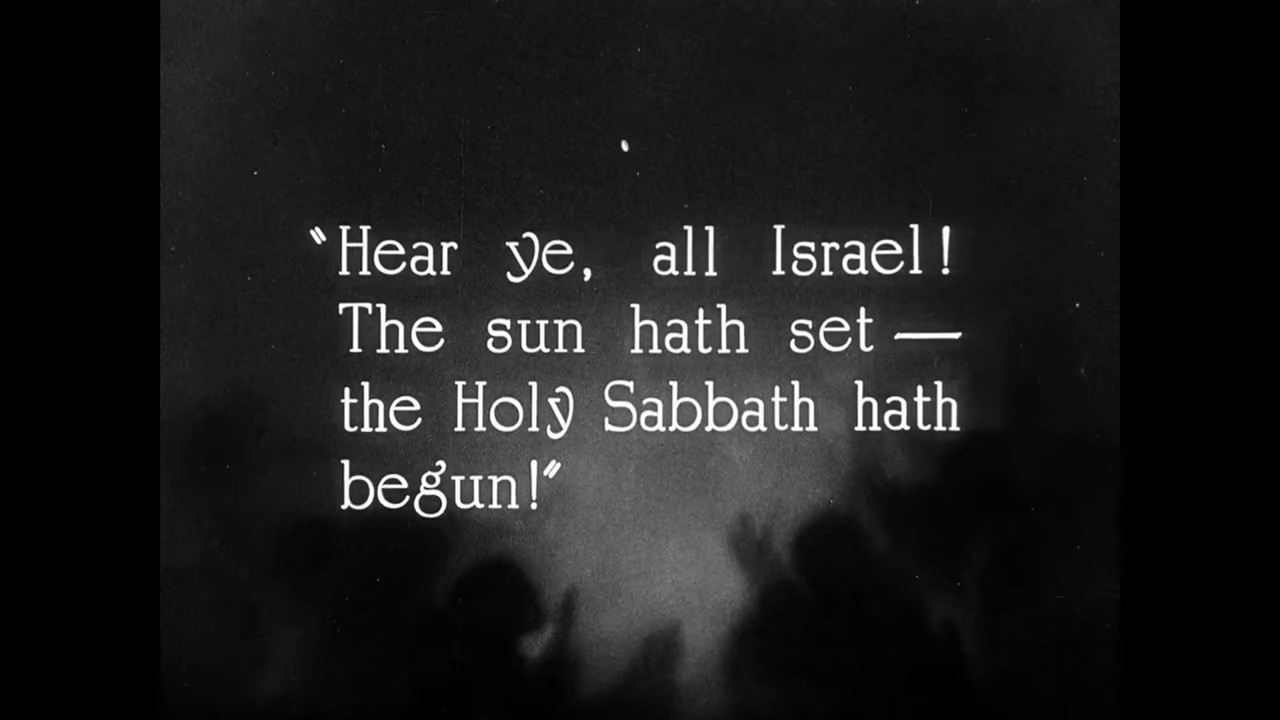 "Hear ye, all Israel!
The sun hath set —
the Holy Sabbath hath
begun!"